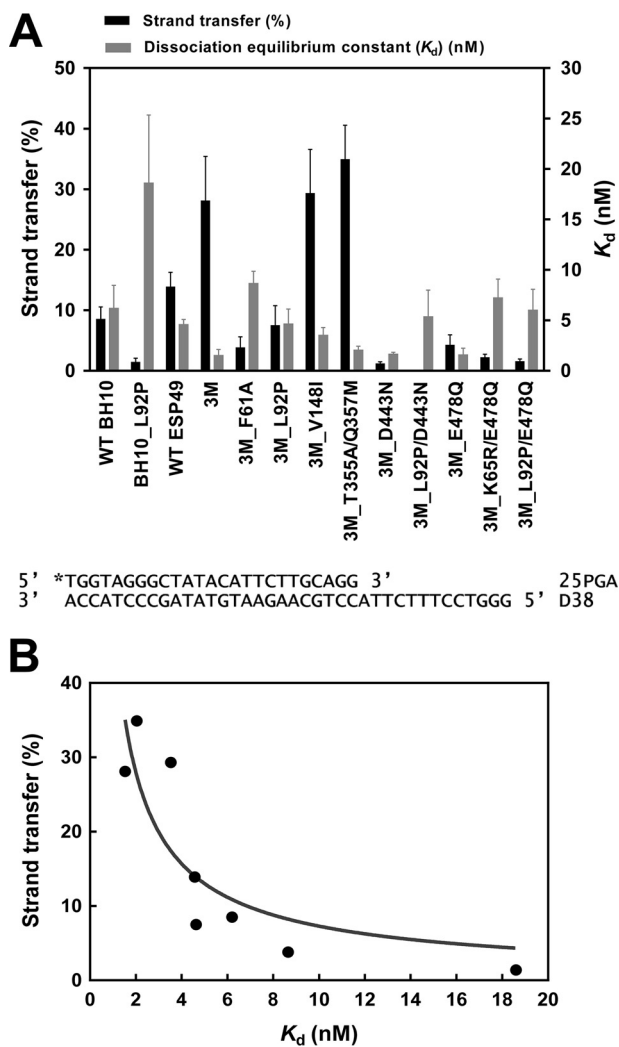 A
Strand transfer (%)
Dissociation equilibrium constant (Kd) (nM)
50
40
30
20
10
0
Strand transfer (%)
30
25
20
15
10
5
0
Kd (nM)
WT BH10
BH10_L92P
WT ESP49
3M
3M_F61A
3M_L92P
3M_V148I
3M_T355A/Q357M
3M_D443N
3M_L92P/D443N
3M_E478Q
3M_K65R/E478Q
3M_L92P/E478Q
5’ *TGGTAGGGCTATACATTCTTGCAGG 3’ 25PGA
3’ ACCATCCCGATATGTAAGAACGTCCATTCTTTCCTGGG 5’ D38
B
40
30
20
10
0
Strand transfer (%)
0 2 4 6 8 10 12 14 16 18 20
Kd (nM)